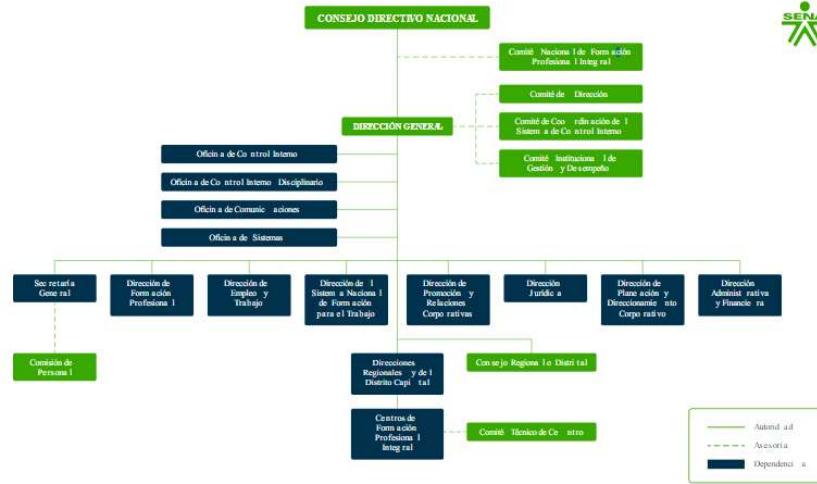 CONSEJO DIRECTIVO NACIONAL
SENA
Comité Nacional de Formación
Profesional Integral
Comité de Dirección
DIRECCIÓN GENERAL
Comité de Coordinación del
Sistema de Control Interno
Comité Institucional de
Gestión y Desempeño
Oficina de Control Interno
Oficina de Control Interno Disciplinario
Oficina de Comunicaciones
Oficina de Sistemas
Secretaría
General
Dirección de
Formación
Profesional
Dirección de
Empleo y
Trabajo
Dirección del
Sistema Nacional
de Formación
para el Trabajo
Dirección de
Promoción y
Relaciones
Corporativas
Dirección
Jurídica
Dirección de
Planeación y
Direccionamiento
Corporativo
Dirección
Administrativa
y Financiera
Comisión de
Personal
Direcciones
Regionales y del
Distrito Capital
Consejo Regional o Distrital
Centros de
Formación
Profesional
Integral
Comité Técnico de Centro
Autoridad
Asesoría
Dependencia